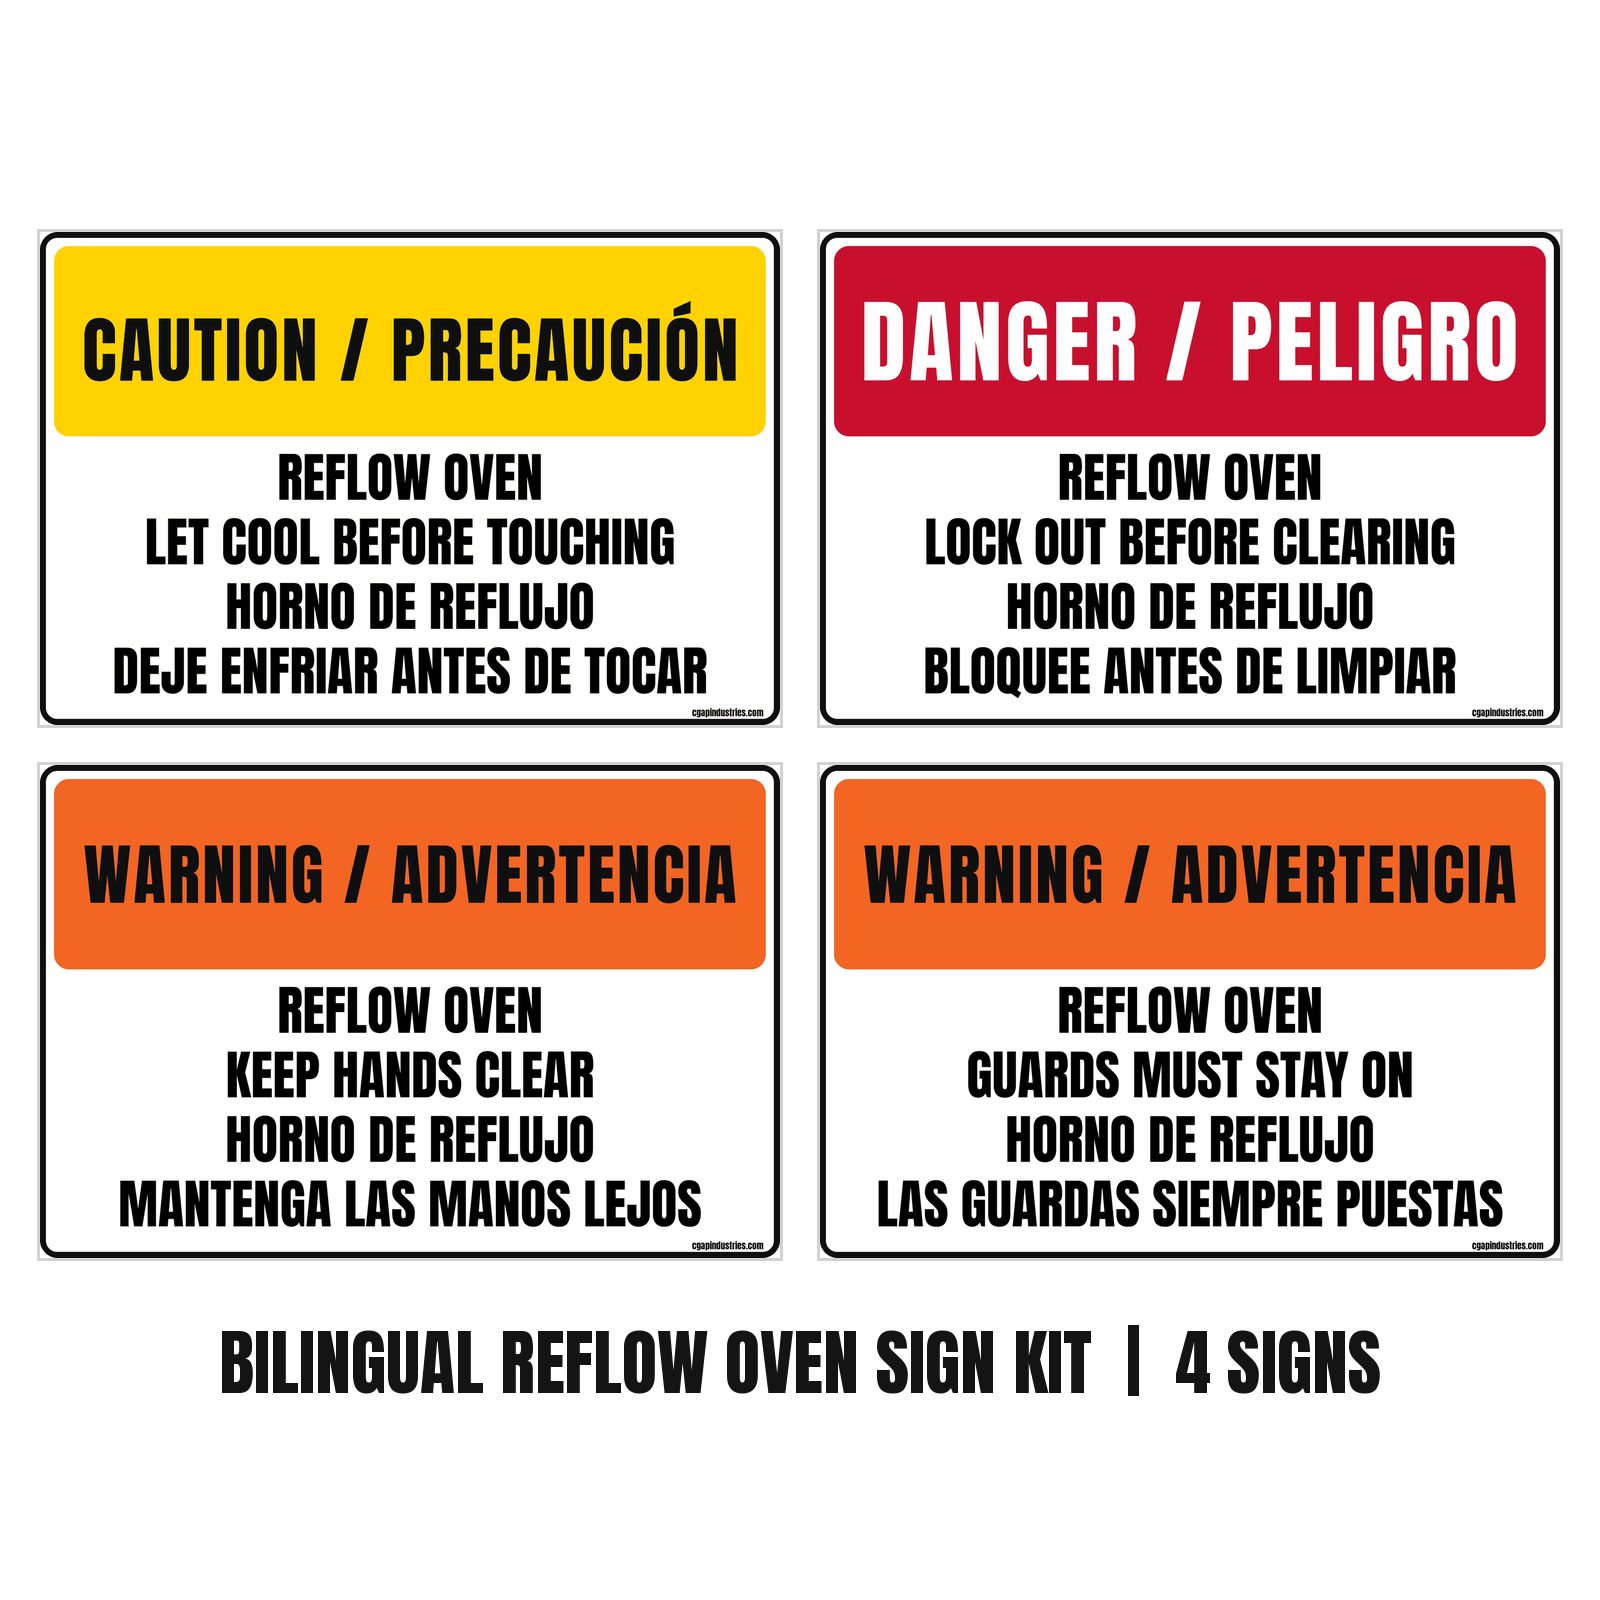 CAUTION / PRECAUCIÓN
REFLOW OVEN
LET COOL BEFORE TOUCHING
HORNO DE REFLUJO
DEJE ENFRIAR ANTES DE TOCAR
cgapindustries.com
DANGER / PELIGRO
REFLOW OVEN
LOCK OUT BEFORE CLEARING
HORNO DE REFLUJO
BLOQUEE ANTES DE LIMPIAR
cgapindustries.com
WARNING / ADVERTENCIA
REFLOW OVEN
KEEP HANDS CLEAR
HORNO DE REFLUJO
MANTENGA LAS MANOS LEJOS
cgapindustries.com
WARNING / ADVERTENCIA
REFLOW OVEN
GUARDS MUST STAY ON
HORNO DE REFLUJO
LAS GUARDAS SIEMPRE PUESTAS
cgapindustries.com
BILINGUAL REFLOW OVEN SIGN KIT | 4 SIGNS